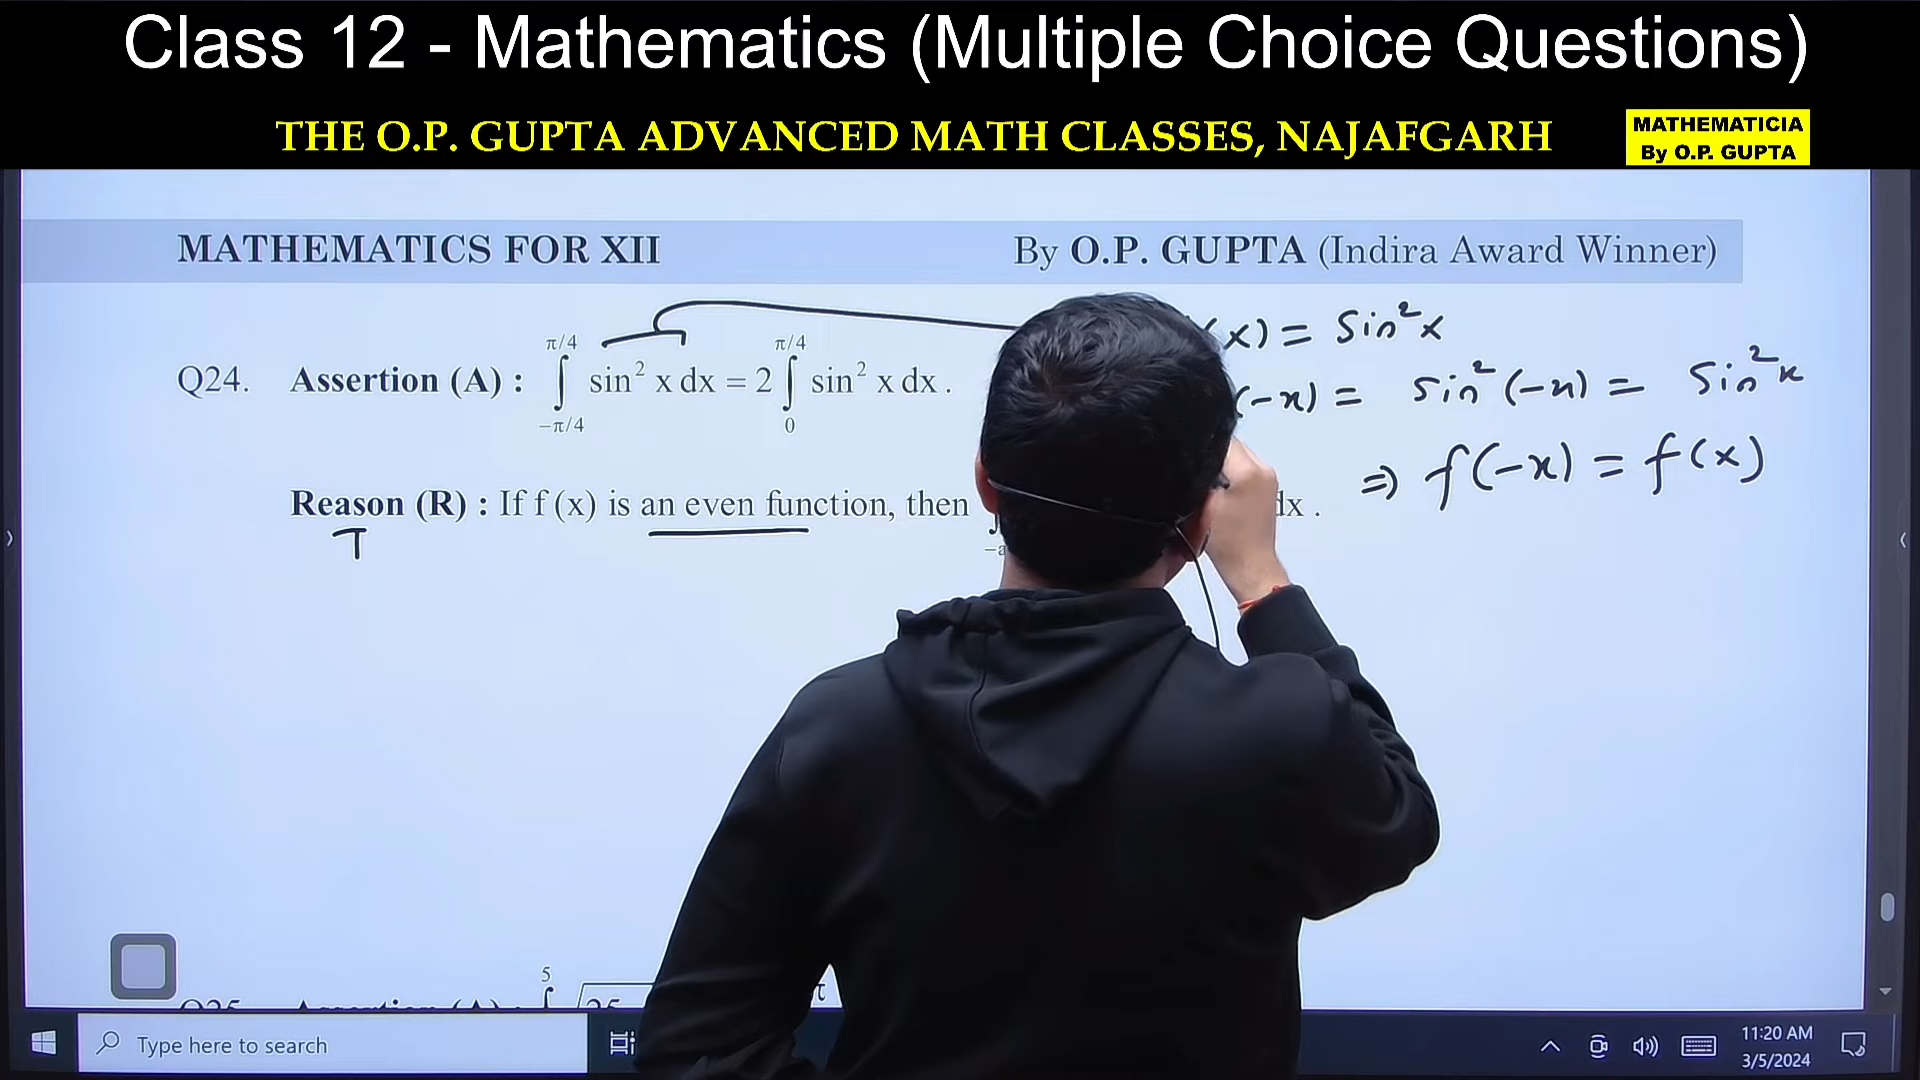 Class 12 - Mathematics (Multiple Choice Questions)
THE O.P. GUPTA ADVANCED MATH CLASSES, NAJAFGARH
MATHEMATICIA
By O.P. GUPTA
MATHEMATICS FOR XII
By O.P. GUPTA (Indira Award Winner)
Q24. Assertion (A) : ∫_{-π/4}^{π/4} sin² x dx = 2 ∫_{0}^{π/4} sin² x dx .
(x) = Sin²x
(-x) = Sin²(-x) = Sin²x
⇒ f(-x) = f(x)
Reason (R) : If f (x) is an even function, then dx .
T
5
Type here to search
11:20 AM
3/5/2024